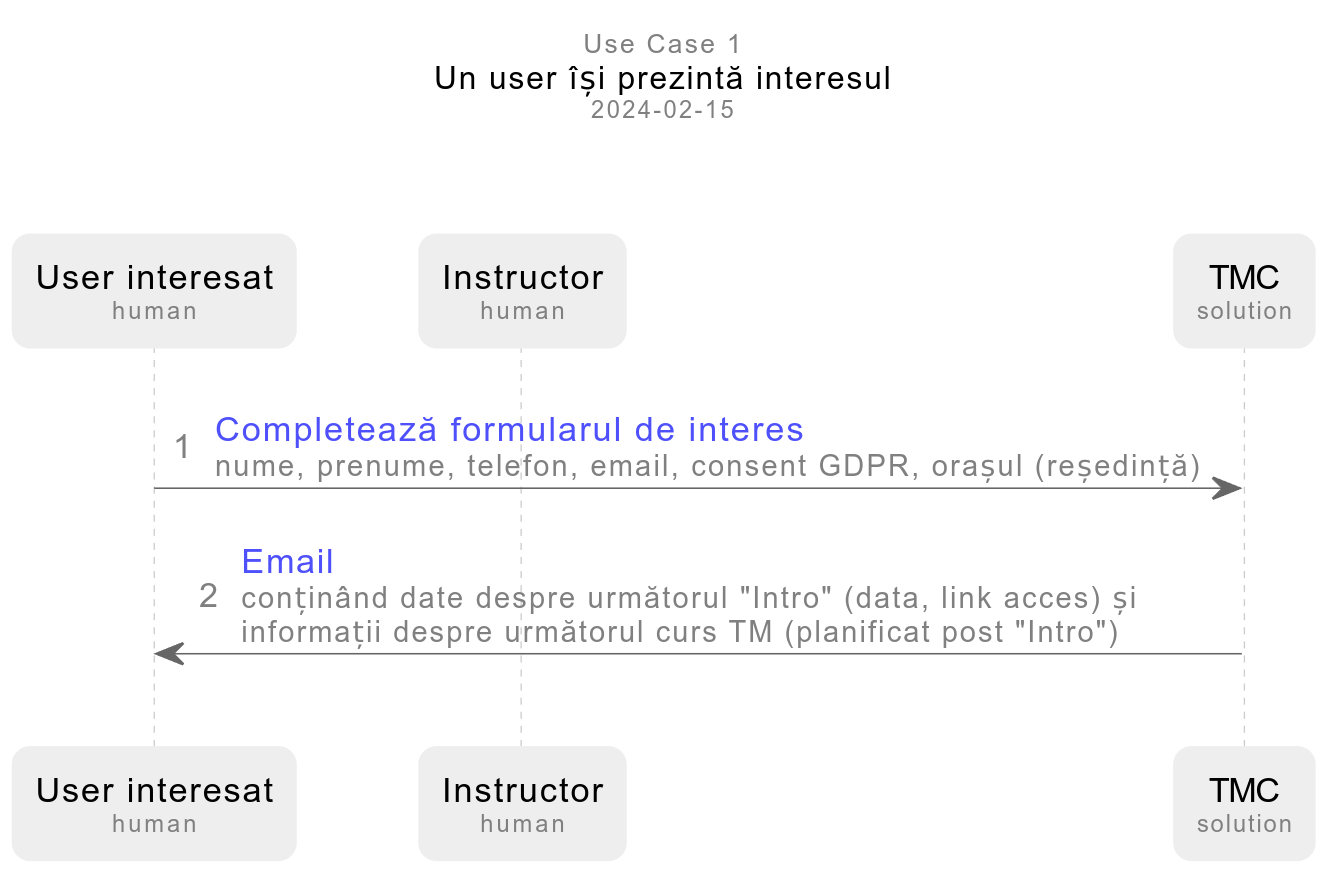 Use Case 1
Un user își prezintă interesul
2024-02-15
User interesat
human
Instructor
human
TMC
solution
1
Completează formularul de interes
nume, prenume, telefon, email, consent GDPR, orașul (reședință)
2
Email
conținând date despre următorul "Intro" (data, link acces) și
informații despre următorul curs TM (planificat post "Intro")
User interesat
human
Instructor
human
TMC
solution